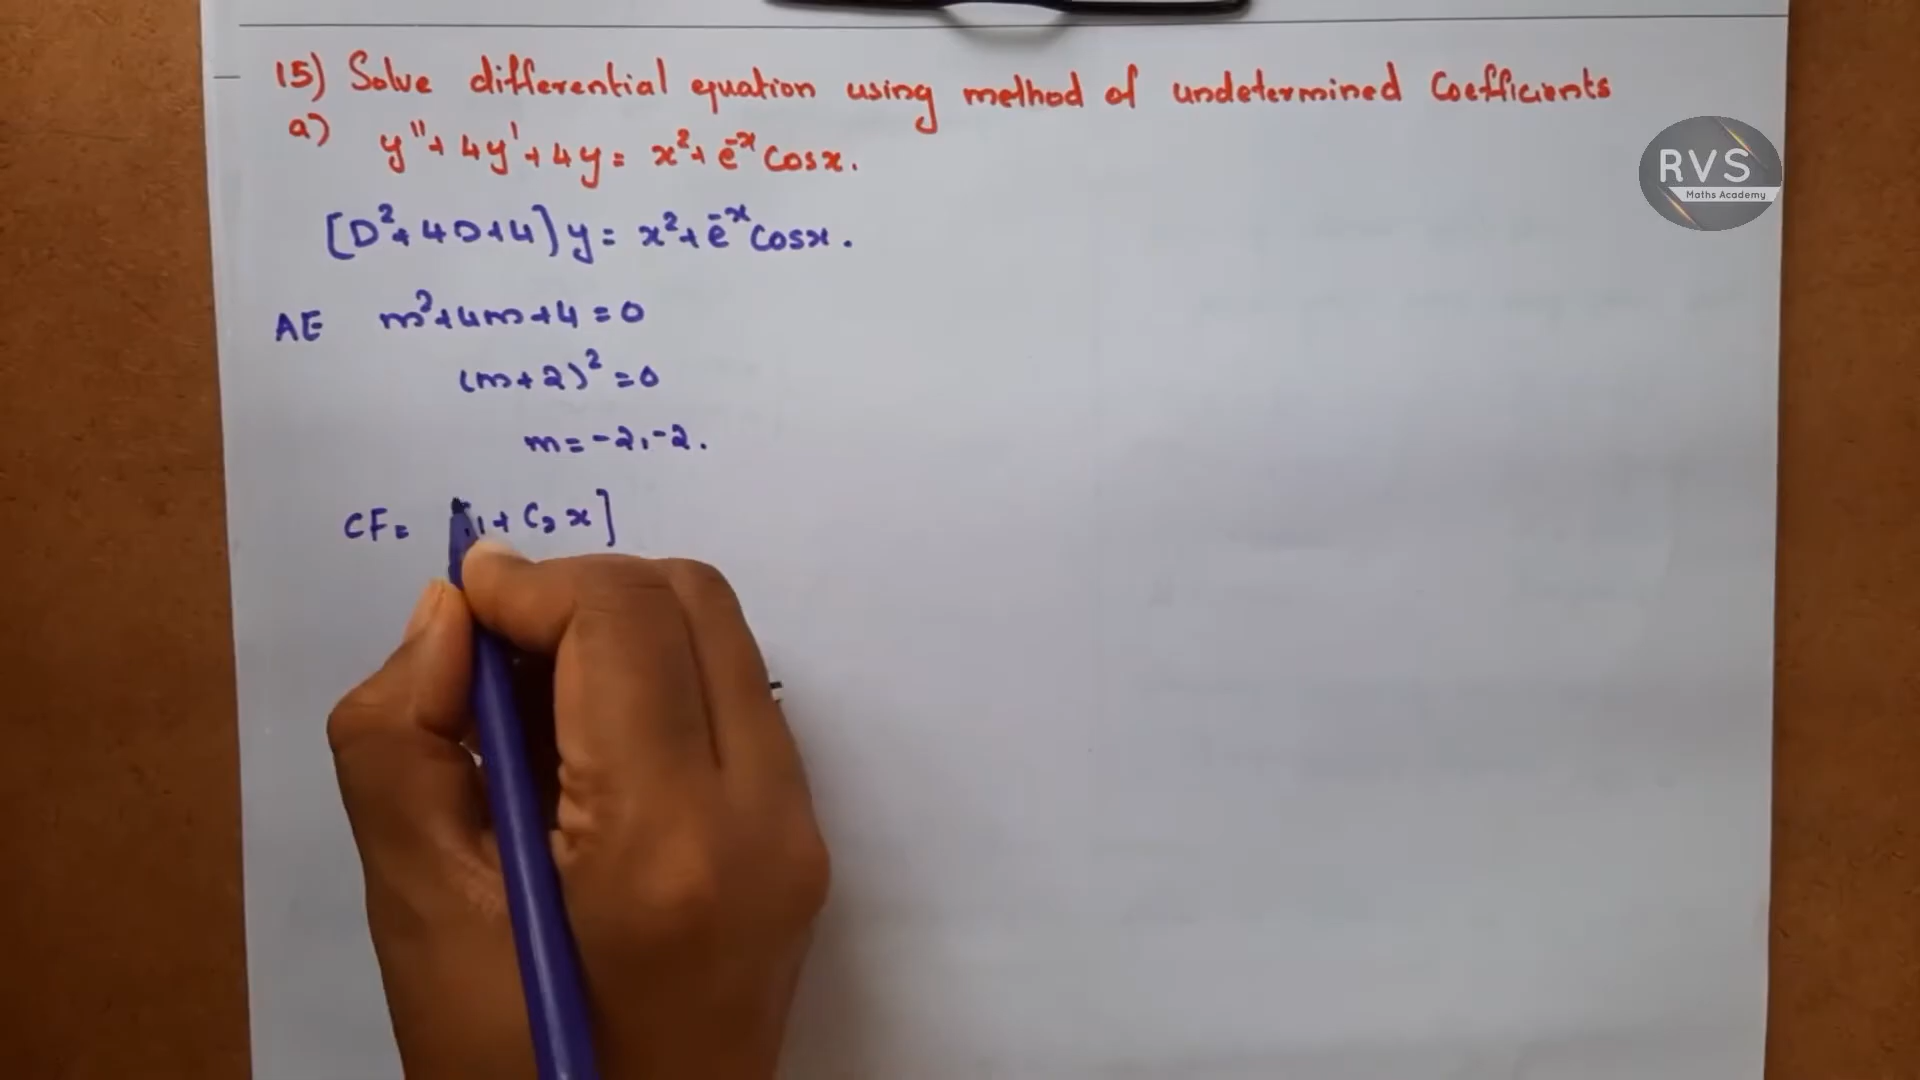 15) Solve differential equation using method of undetermined Coefficients
a) y'' + 4y' + 4y = x² + e⁻ˣ Cosx.
[D² + 4D + 4] y = x² + e⁻ˣ Cosx.
AE m² + 4m + 4 = 0
(m + 2)² = 0
m = -2, -2.
CF = + C₂ x]
RVS
Maths Academy